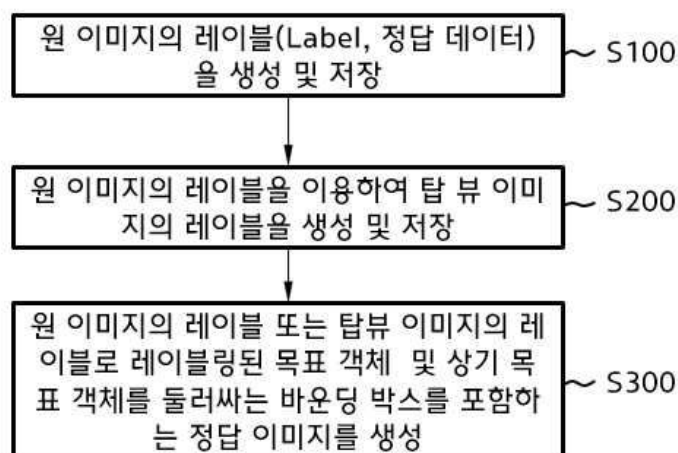 원 이미지의 레이블(Label, 정답 데이터)
을 생성 및 저장
~ S100
원 이미지의 레이블을 이용하여 탑 뷰 이미
지의 레이블을 생성 및 저장
~ S200
원 이미지의 레이블 또는 탑뷰 이미지의 레
이블로 레이블링된 목표 객체 및 상기 목
표 객체를 둘러싸는 바운딩 박스를 포함하
는 정답 이미지를 생성
~ S300